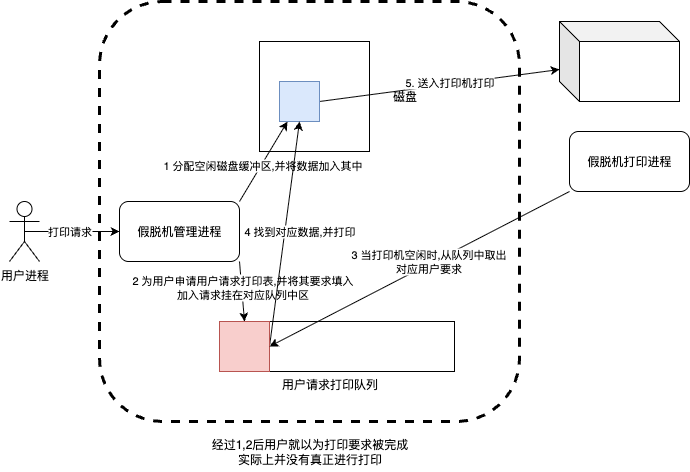 5. 送入打印机打印
磁盘
1 分配空闲磁盘缓冲区,并将数据加入其中
假脱机打印进程
打印请求
假脱机管理进程
4 找到对应数据,并打印
用户进程
3 当打印机空闲时,从队列中取出
对应用户要求
2 为用户申请用户请求打印表,并将其要求填入
加入请求挂在对应队列中区
用户请求打印队列
经过1,2后用户就以为打印要求被完成
实际上并没有真正进行打印